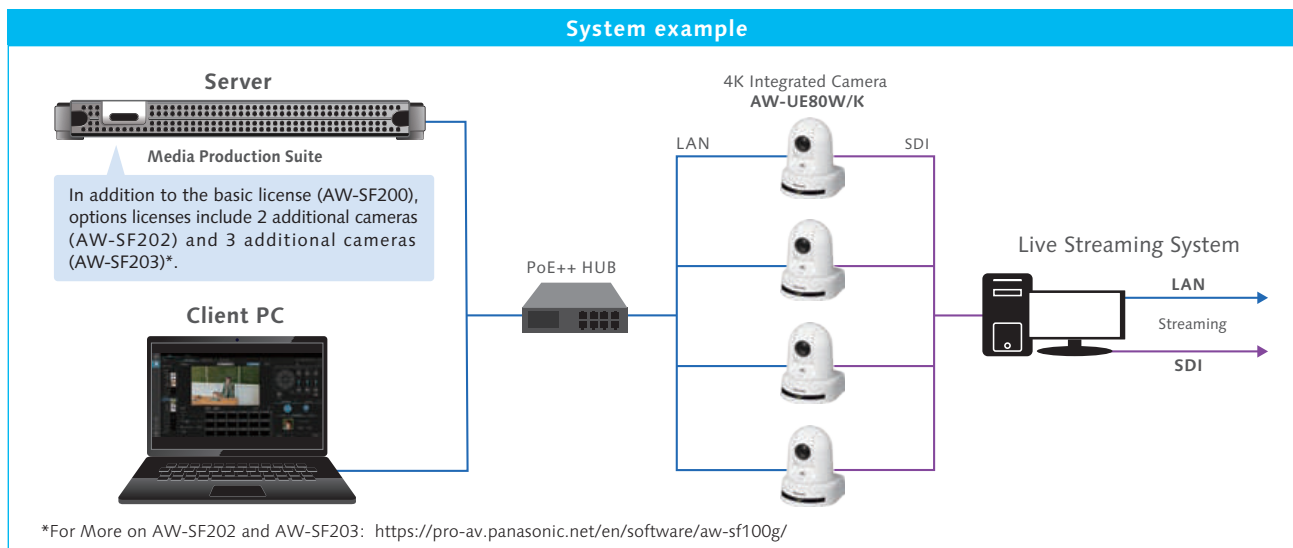 System example
Server
Media Production Suite
In addition to the basic license (AW-SF200),
options licenses include 2 additional cameras
(AW-SF202) and 3 additional cameras
(AW-SF203)*.
Client PC
PoE++ HUB
4K Integrated Camera
AW-UE80W/K
LAN
SDI
Live Streaming System
LAN
Streaming
SDI
*For More on AW-SF202 and AW-SF203: https://pro-av.panasonic.net/en/software/aw-sf100g/